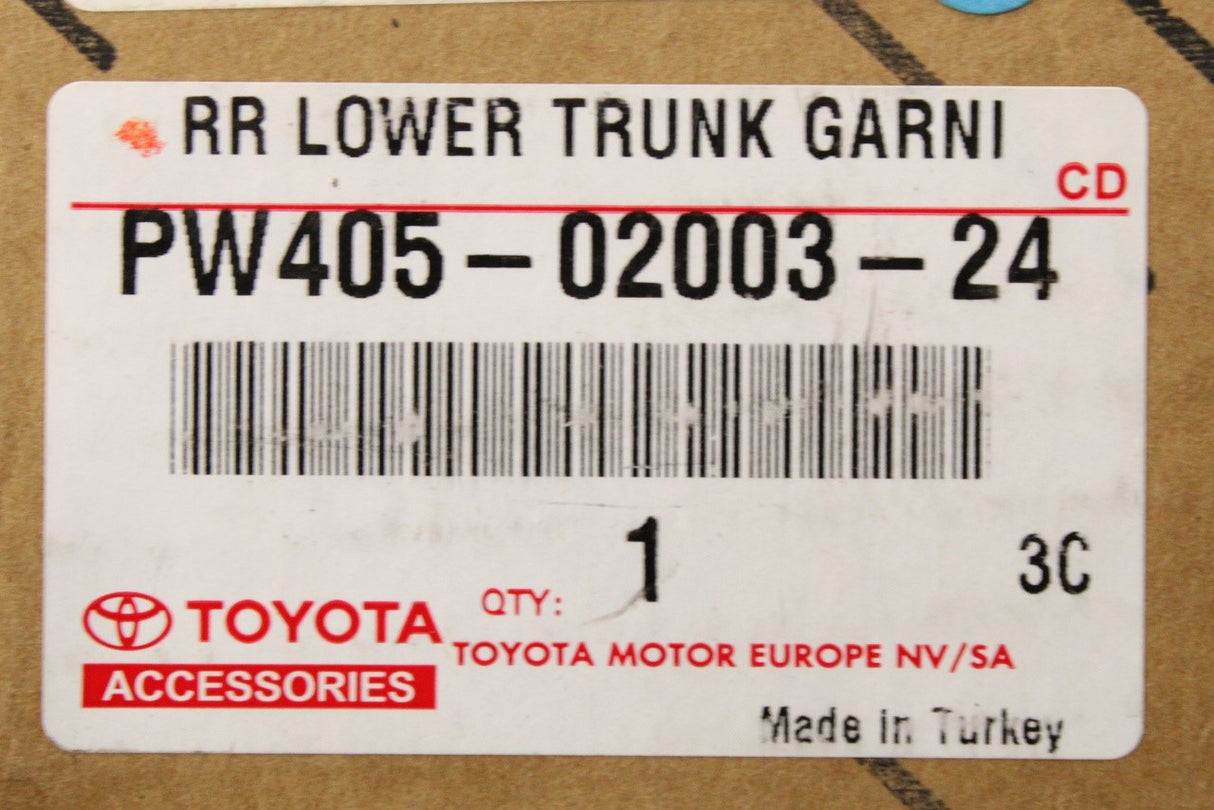 RR LOWER TRUNK GARNI
CD
PW405-02003-24
1
3C
QTY:
TOYOTA
TOYOTA MOTOR EUROPE NV/SA
ACCESSORIES
Made in Turkey